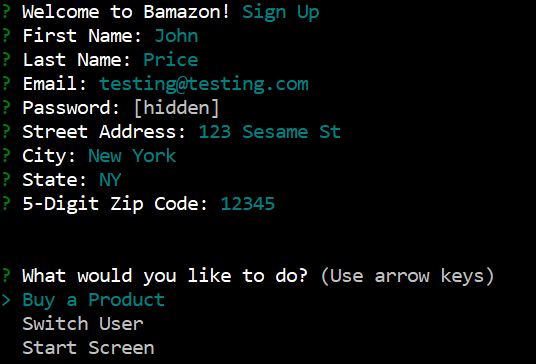 ? Welcome to Bamazon! Sign Up
? First Name: John
? Last Name: Price
? Email: testing@testing.com
? Password: [hidden]
? Street Address: 123 Sesame St
? City: New York
? State: NY
? 5-Digit Zip Code: 12345
? What would you like to do? (Use arrow keys)
> Buy a Product
Switch User
Start Screen